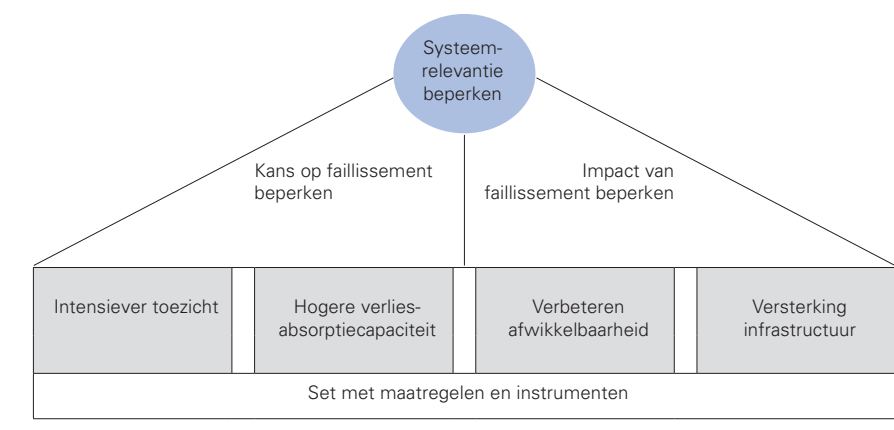 Systeem-
relevantie
beperken
Kans op faillissement
beperken
Impact van
faillissement beperken
Intensiever toezicht
Hogere verlies-
absorptiecapaciteit
Verbeteren
afwikkelbaarheid
Versterking
infrastructuur
Set met maatregelen en instrumenten